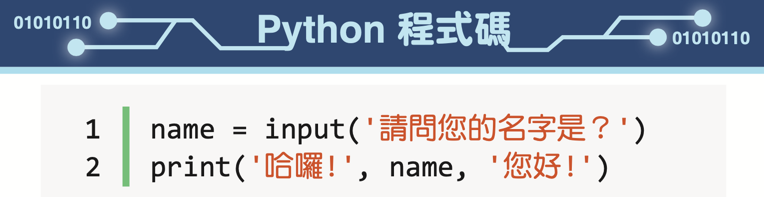 01010110
Python 程式碼
01010110
1 name = input('請問您的名字是？')
2 print('哈囉!', name, '您好!')